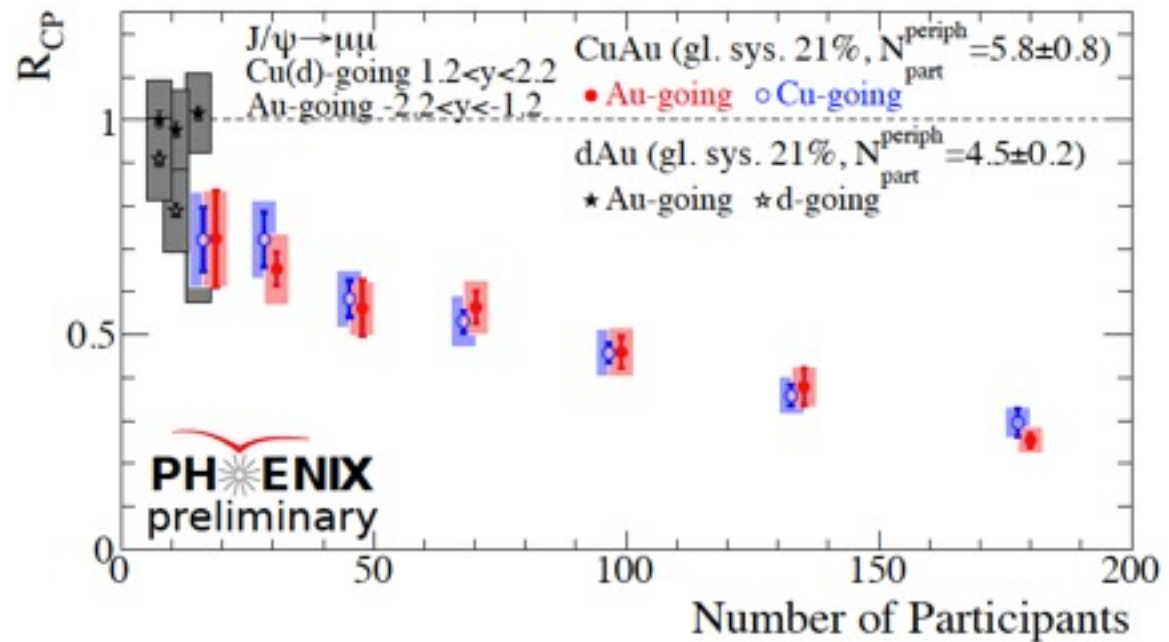 R_CP
J/ψ→μμ
Cu(d)-going 1.2<y<2.2
Au-going -2.2<y<-1.2
CuAu (gl. sys. 21%, N^periph_part=5.8±0.8)
Au-going Cu-going
dAu (gl. sys. 21%, N^periph_part=4.5±0.2)
Au-going d-going
1
0.5
0
PHENIX
preliminary
0 50 100 150 200
Number of Participants